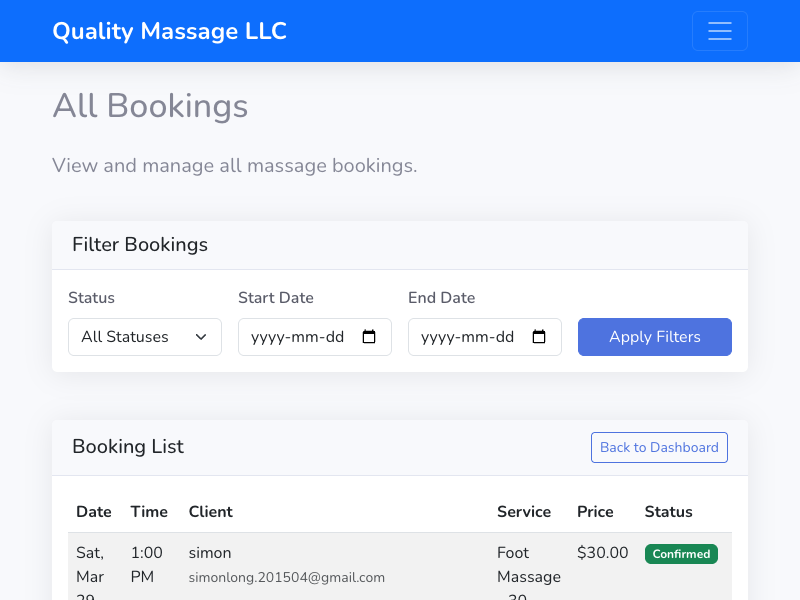 Quality Massage LLC
All Bookings
View and manage all massage bookings.
Filter Bookings
Status Start Date End Date
All Statuses yyyy-mm-dd yyyy-mm-dd Apply Filters
Booking List Back to Dashboard
Date Time Client Service Price Status
Sat, 1:00 simon Foot $30.00 Confirmed
Mar PM simonlong.201504@gmail.com Massage
29 - 30